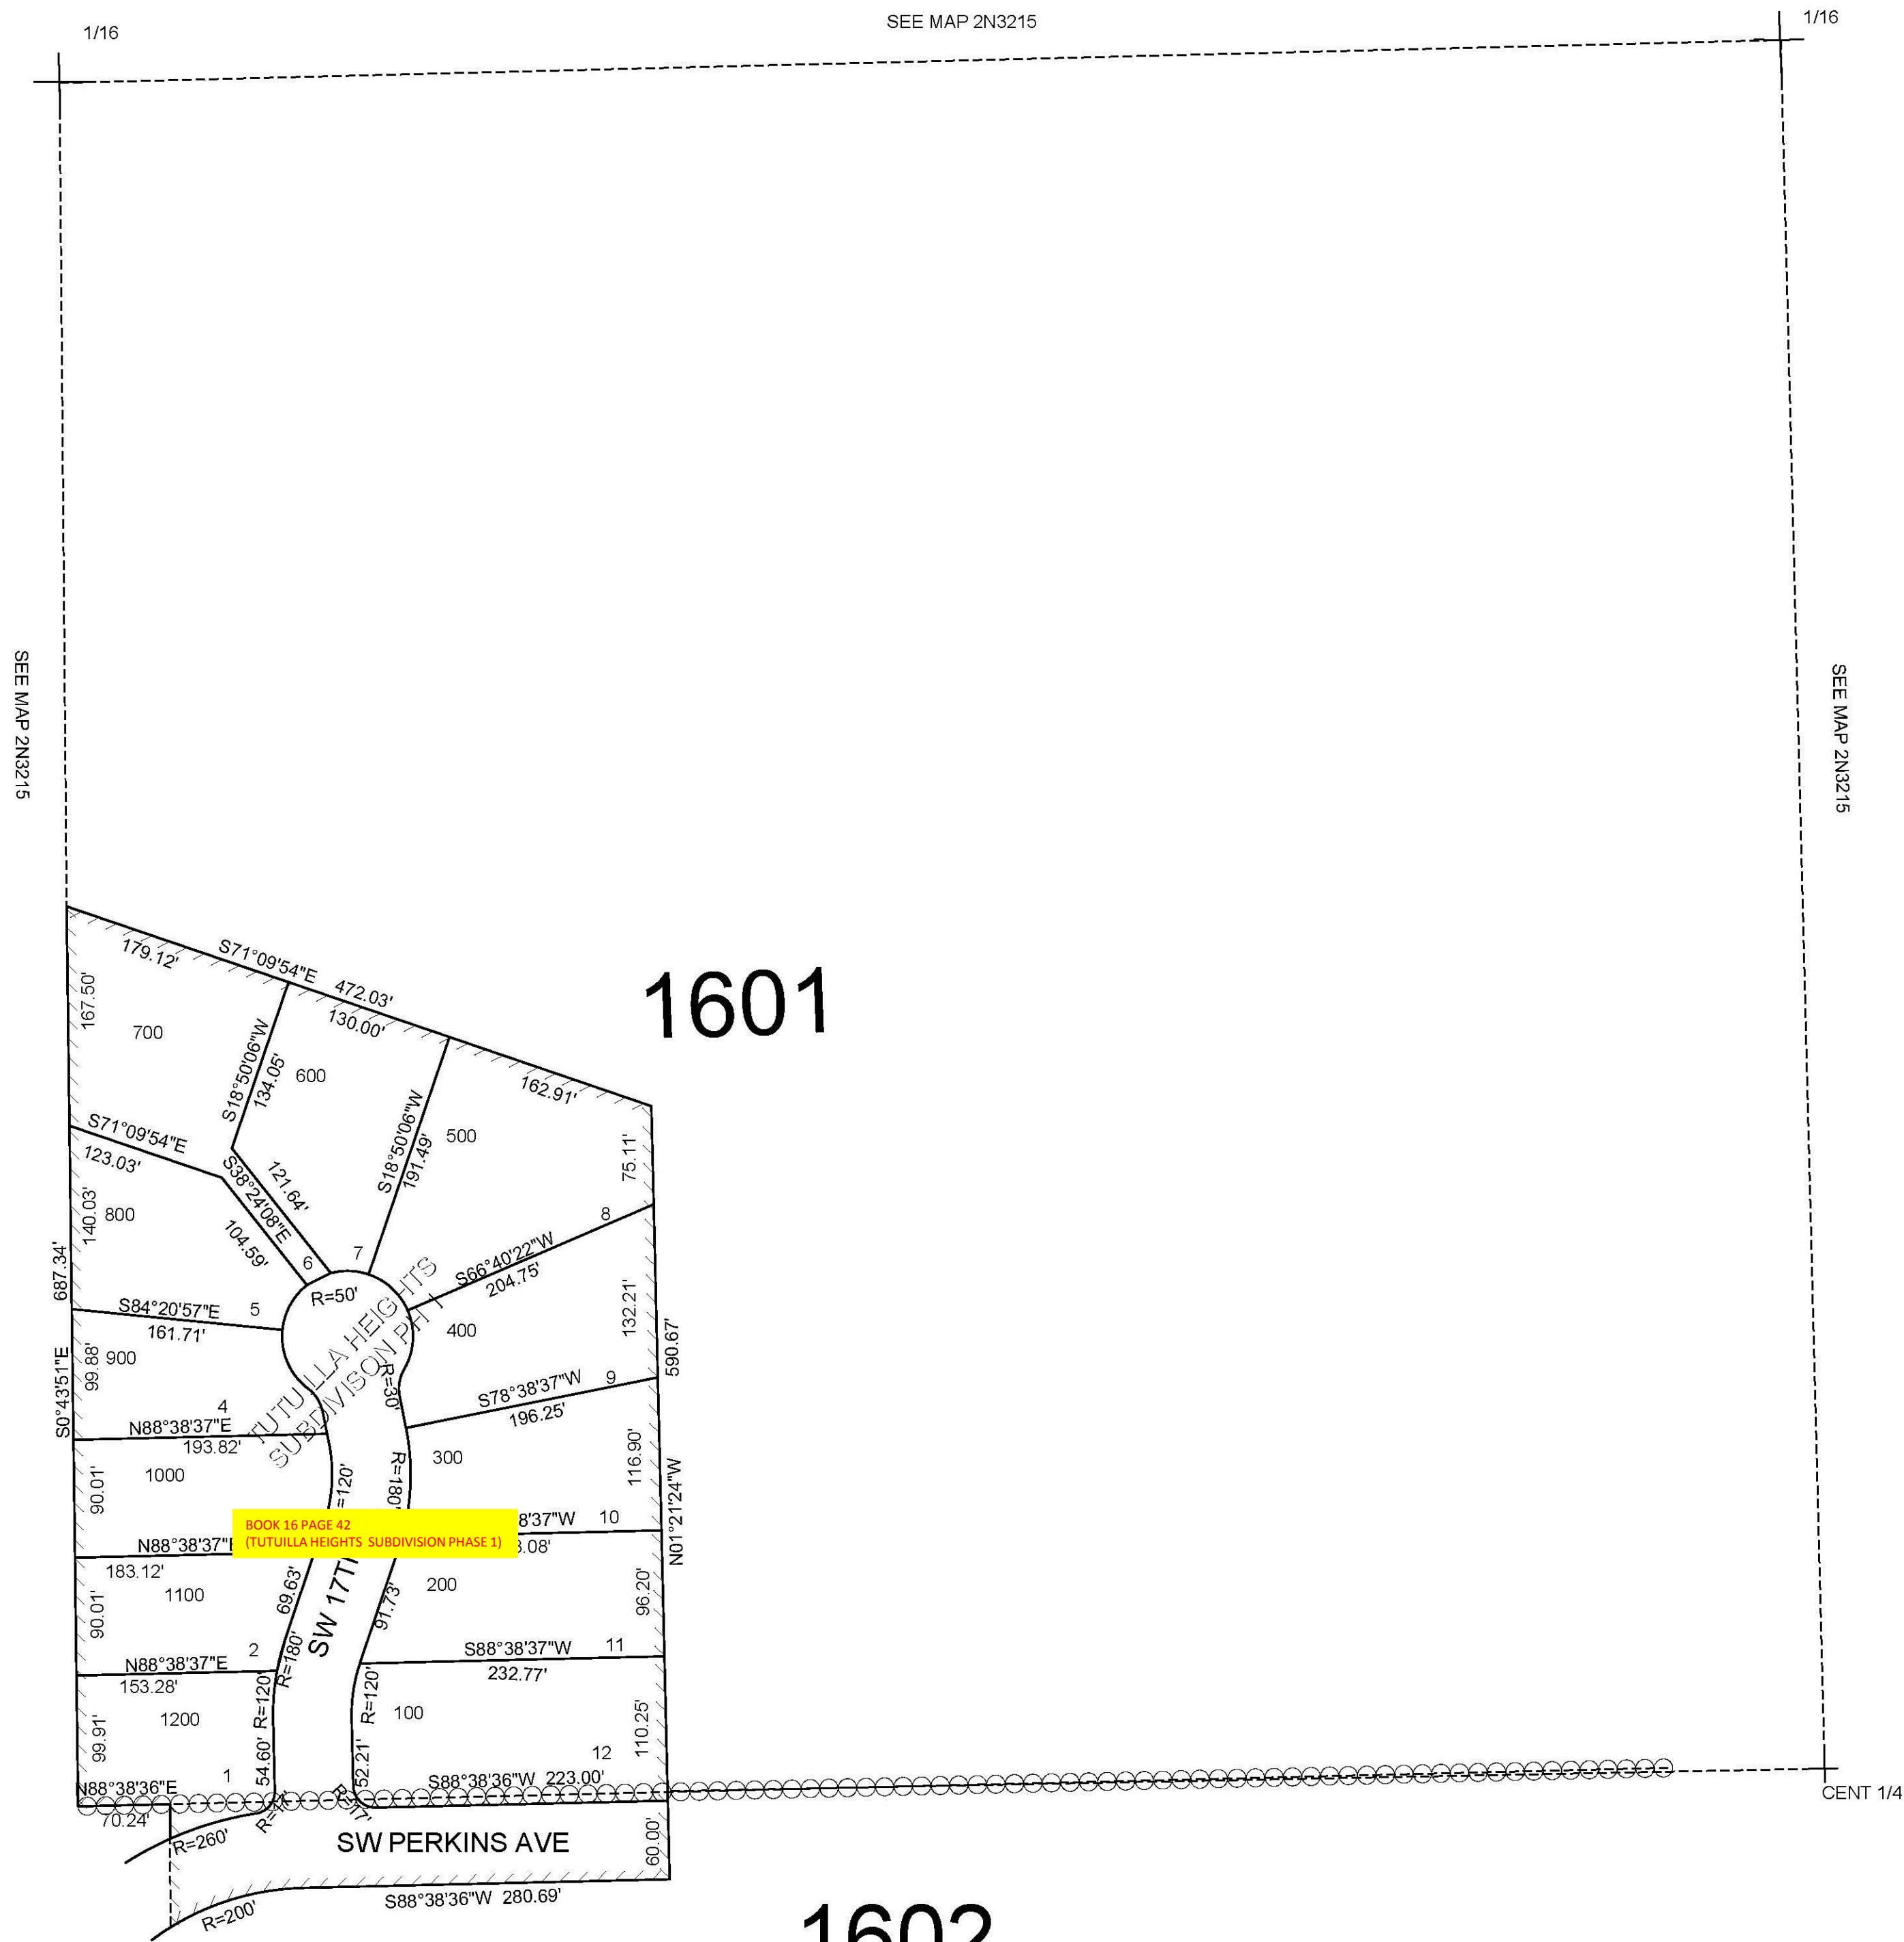 1/16
SEE MAP 2N3215
1/16
SEE MAP 2N3215
SEE MAP 2N3215
1601
179.12'
S71°09'54"E
472.03'
130.00'
162.91'
167.50'
700
S18°50'06"W
134.05'
600
S18°50'06"W
191.49'
500
75.11'
S71°09'54"E
123.03'
121.64'
S38°24'08"E
104.59'
140.03'
800
8
6
7
S66°40'22"W
204.75'
687.34'
R=50'
S84°20'57"E
5
161.71'
TUTUILLA HEIGHTS
SUBDIVISON PH 1
400
132.21'
590.67'
S0°43'51"E
99.88'
900
R=30'
S78°38'37"W
9
196.25'
4
N88°38'37"E
193.82'
1000
90.01'
=120'
R=180'
300
116.90'
N01°21'24"W
BOOK 16 PAGE 42
(TUTUILLA HEIGHTS SUBDIVISION PHASE 1)
8'37"W
10
3.08'
N88°38'37"E
183.12'
1100
90.01'
69.63'
SW 17TH
91.73'
200
96.20'
R=180'
2
N88°38'37"E
153.28'
S88°38'37"W
11
232.77'
1200
99.91'
R=120'
54.60'
R=120'
52.21'
100
110.25'
12
1
N88°38'36"E
70.24'
S88°38'36"W 223.00'
R=17'
CENT 1/4
R=260'
SW PERKINS AVE
60.00'
S88°38'36"W 280.69'
R=200'
1602